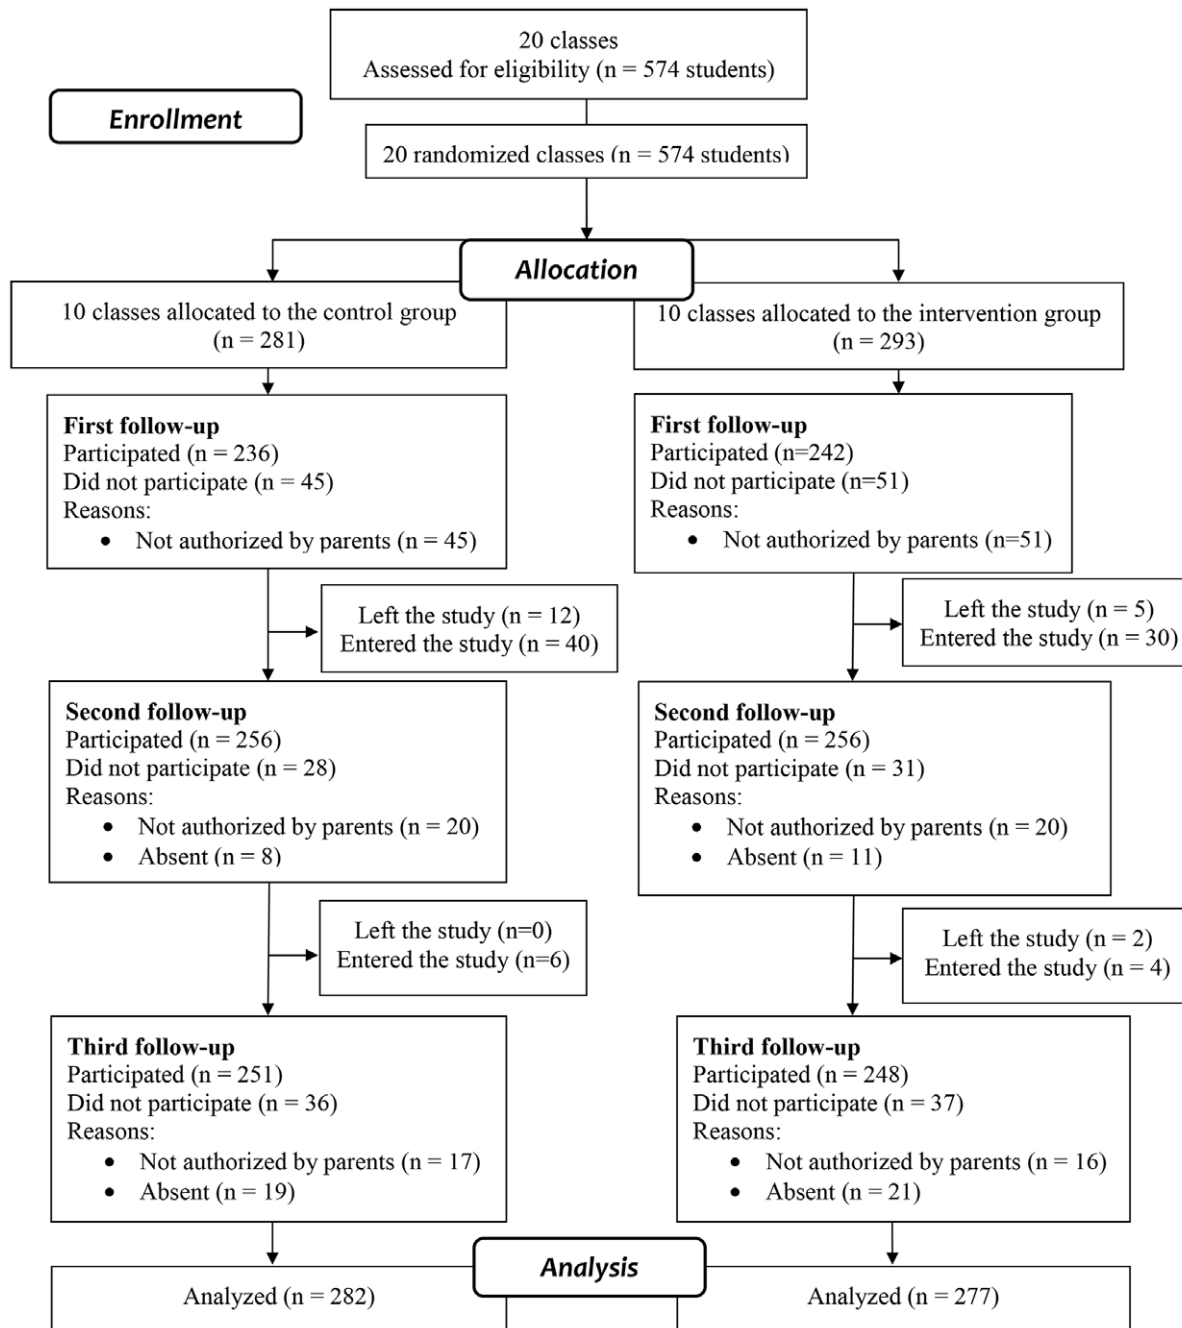 20 classes
Assessed for eligibility (n = 574 students)
Enrollment
20 randomized classes (n = 574 students)
Allocation
10 classes allocated to the control group
(n = 281)
10 classes allocated to the intervention group
(n = 293)
First follow-up
Participated (n = 236)
Did not participate (n = 45)
Reasons:
• Not authorized by parents (n = 45)
First follow-up
Participated (n=242)
Did not participate (n=51)
Reasons:
• Not authorized by parents (n=51)
Left the study (n = 12)
Entered the study (n = 40)
Left the study (n = 5)
Entered the study (n = 30)
Second follow-up
Participated (n = 256)
Did not participate (n = 28)
Reasons:
• Not authorized by parents (n = 20)
• Absent (n = 8)
Second follow-up
Participated (n = 256)
Did not participate (n = 31)
Reasons:
• Not authorized by parents (n = 20)
• Absent (n = 11)
Left the study (n=0)
Entered the study (n=6)
Left the study (n = 2)
Entered the study (n = 4)
Third follow-up
Participated (n = 251)
Did not participate (n = 36)
Reasons:
• Not authorized by parents (n = 17)
• Absent (n = 19)
Third follow-up
Participated (n = 248)
Did not participate (n = 37)
Reasons:
• Not authorized by parents (n = 16)
• Absent (n = 21)
Analysis
Analyzed (n = 282)
Analyzed (n = 277)